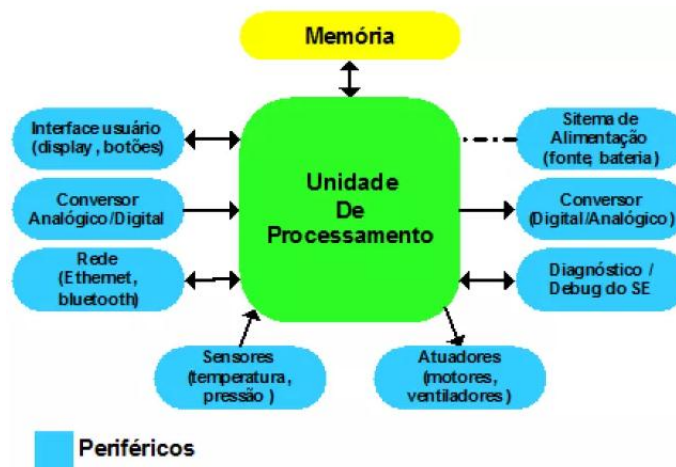 Memória
Interface usuário
(display, botões)
Sitema de
Alimentação
(fonte, bateria)
Unidade
De
Processamento
Conversor
Analógico/Digital
Conversor
(Digital/Analógico)
Rede
(Ethernet,
bluetooth)
Diagnóstico /
Debug do SE
Sensores
(temperatura,
pressão )
Atuadores
(motores,
ventiladores)
Periféricos